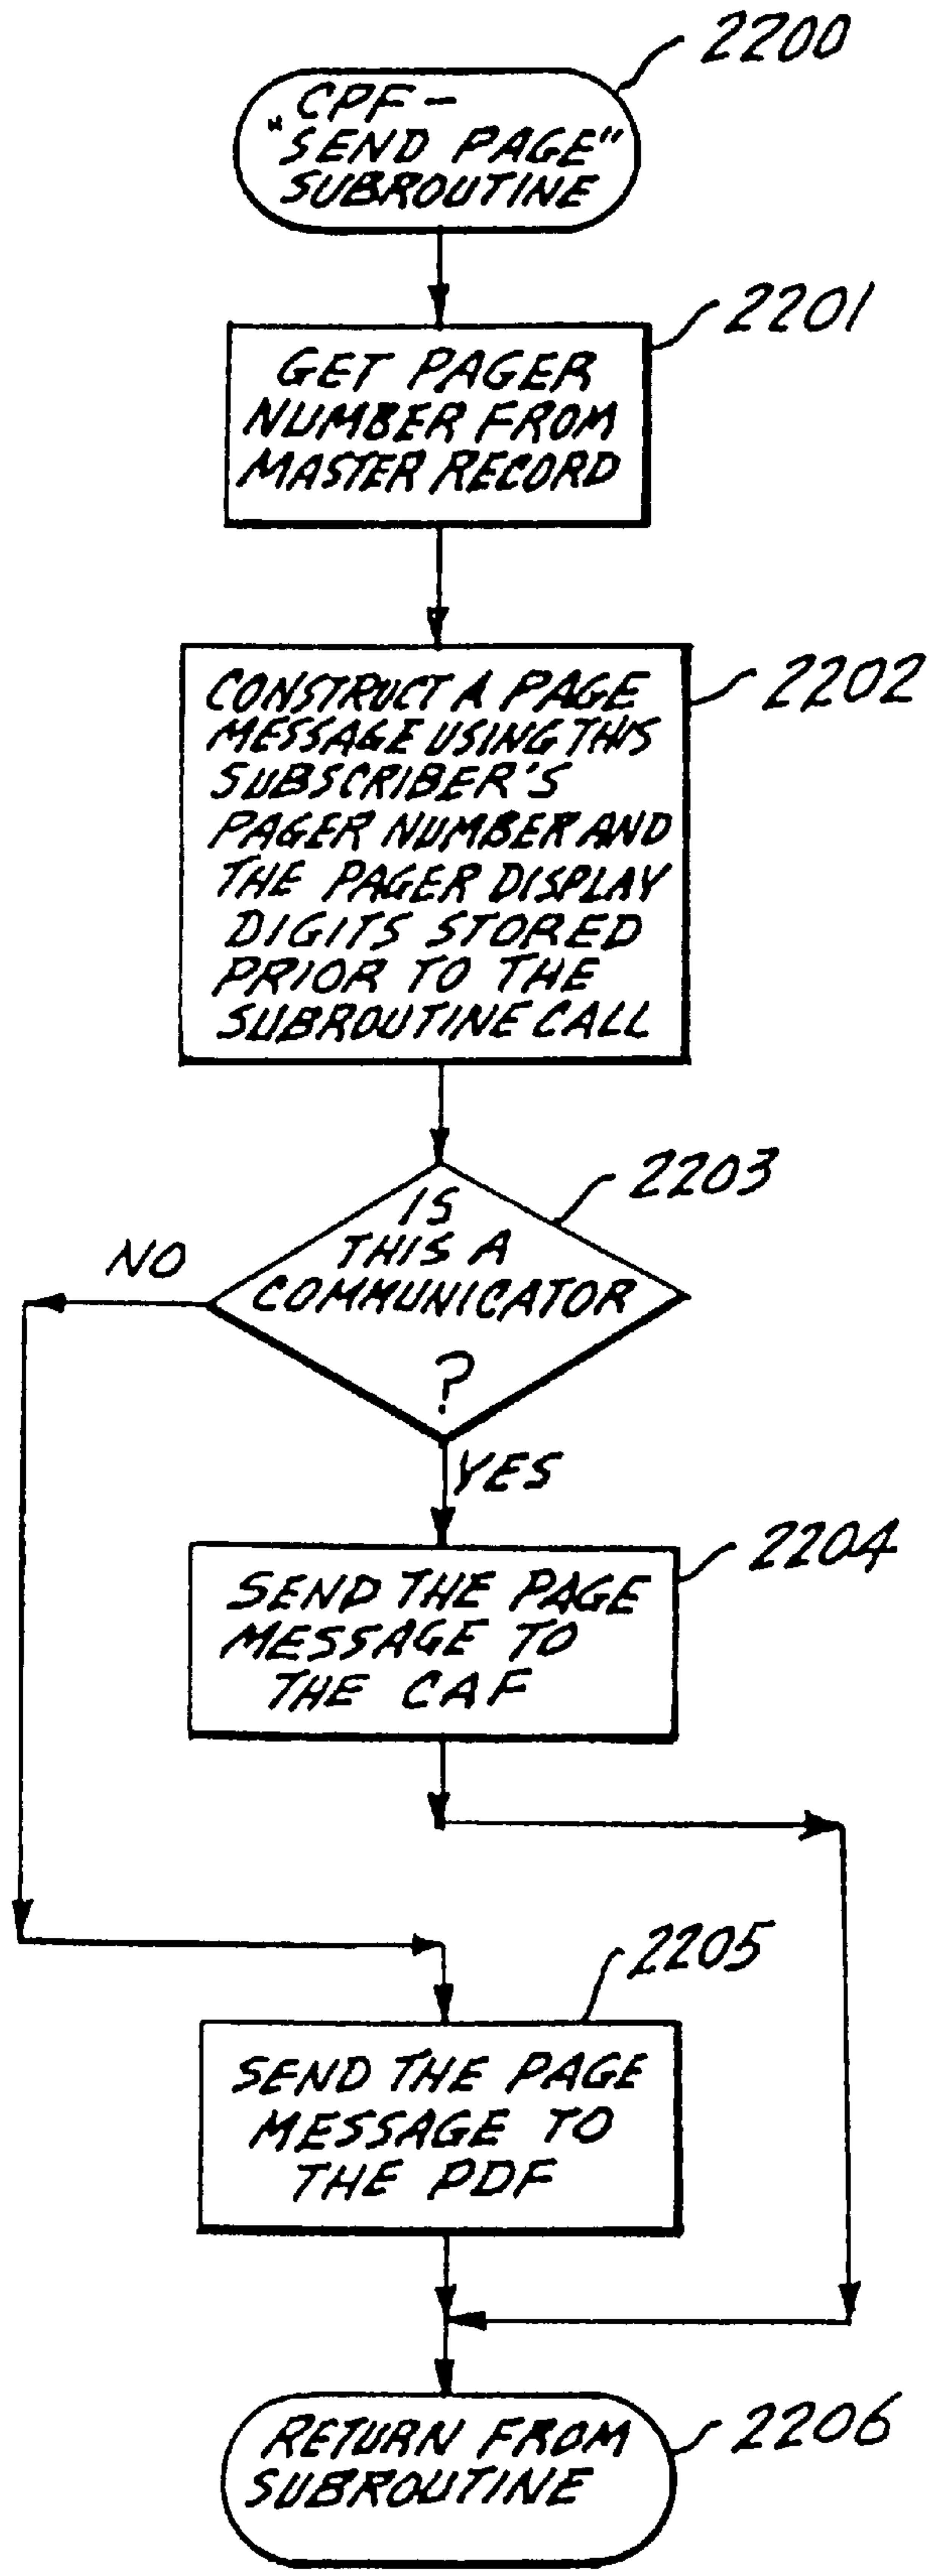 2200
CPF -
"SEND PAGE"
SUBROUTINE
2201
GET PAGER
NUMBER FROM
MASTER RECORD
2202
CONSTRUCT A PAGE
MESSAGE USING THIS
SUBSCRIBER'S
PAGER NUMBER AND
THE PAGER DISPLAY
DIGITS STORED
PRIOR TO THE
SUBROUTINE CALL
2203
IS
THIS A
COMMUNICATOR
?
NO
YES
2204
SEND THE PAGE
MESSAGE TO
THE CAF
2205
SEND THE PAGE
MESSAGE TO
THE PDF
2206
RETURN FROM
SUBROUTINE